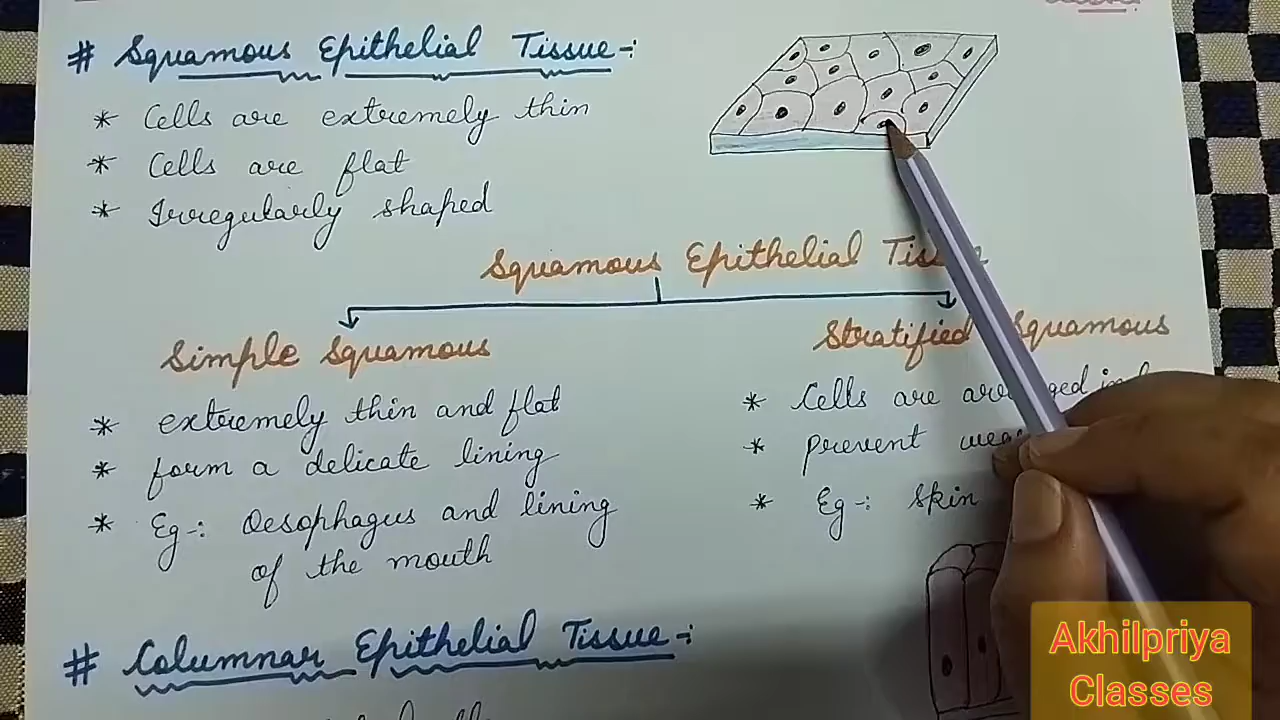 # Squamous Epithelial Tissue -:
* Cells are extremely thin
* Cells are flat
* Irregularly shaped
Squamous Epithelial
Simple Squamous
* extremely thin and flat
* form a delicate lining
* Eg -: Oesophagus and lining
of the mouth
Stratified Squamous
* Cells are
* prevent
* Eg -: Skin
# Columnar Epithelial Tissue -:
Akhilpriya
Classes